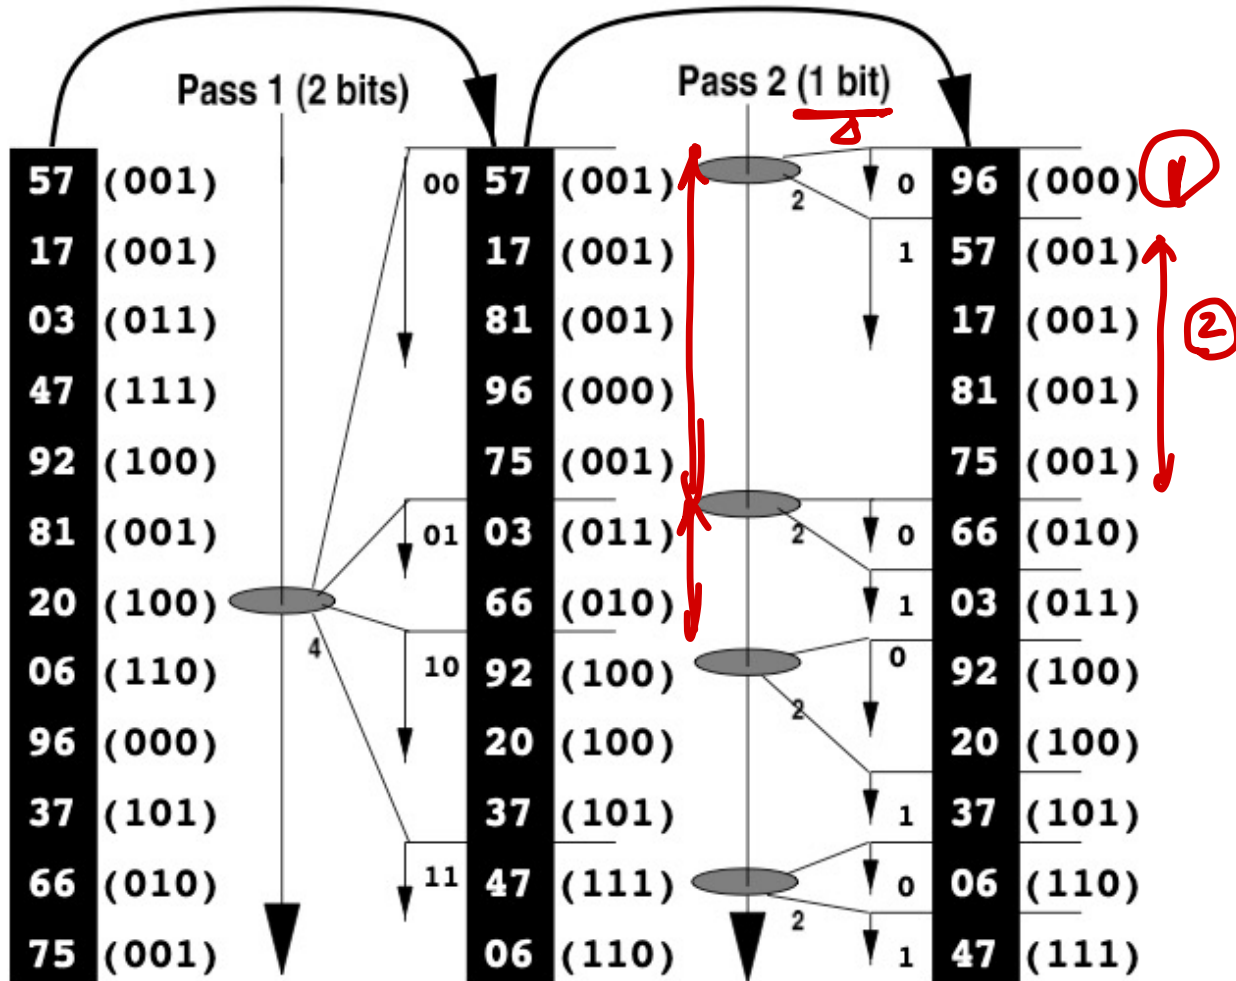 Pass 1 (2 bits) Pass 2 (1 bit)
57 (001) 00 57 (001) 2 0 96 (000) 1
17 (001) 17 (001) 1 57 (001)
03 (011) 81 (001) 17 (001) 2
47 (111) 96 (000) 81 (001)
92 (100) 75 (001) 75 (001)
81 (001) 01 03 (011) 2 0 66 (010)
20 (100) 66 (010) 1 03 (011)
06 (110) 4 10 92 (100) 0 92 (100)
96 (000) 20 (100) 2 20 (100)
37 (101) 37 (101) 1 37 (101)
66 (010) 11 47 (111) 0 06 (110)
75 (001) 06 (110) 2 1 47 (111)